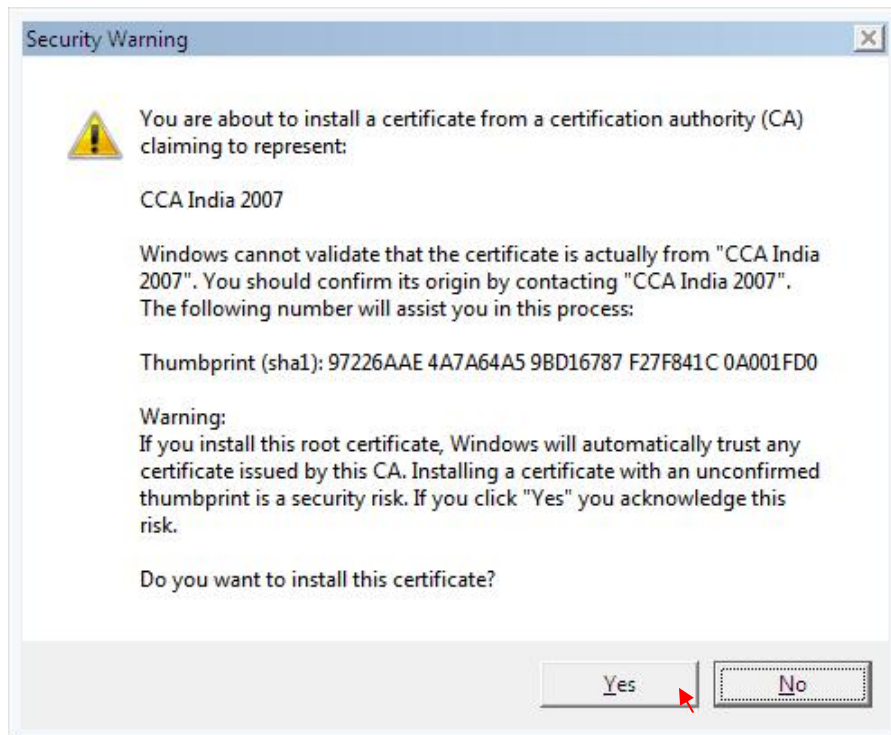 Security Warning
You are about to install a certificate from a certification authority (CA)
claiming to represent:
CCA India 2007
Windows cannot validate that the certificate is actually from "CCA India
2007". You should confirm its origin by contacting "CCA India 2007".
The following number will assist you in this process:
Thumbprint (sha1): 97226AAE 4A7A64A5 9BD16787 F27F841C 0A001FD0
Warning:
If you install this root certificate, Windows will automatically trust any
certificate issued by this CA. Installing a certificate with an unconfirmed
thumbprint is a security risk. If you click "Yes" you acknowledge this
risk.
Do you want to install this certificate?
Yes
No